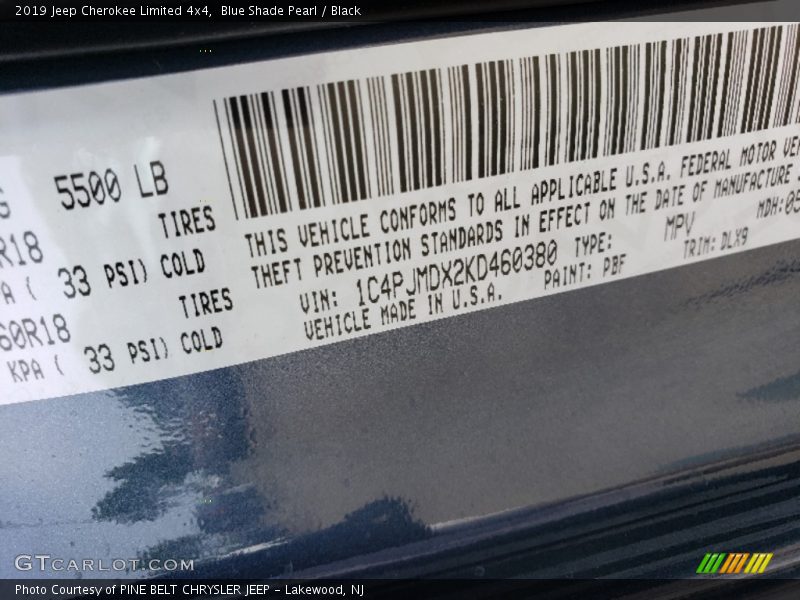 2019 Jeep Cherokee Limited 4x4,  Blue Shade Pearl / Black
5500 LB
R18 TIRES
33 PSI) COLD
60R18 TIRES
KPA ( 33 PSI) COLD
THIS VEHICLE CONFORMS TO ALL APPLICABLE U.S.A. FEDERAL MOTOR
THEFT PREVENTION STANDARDS IN EFFECT ON THE DATE OF MANUFACTURE
VIN: 1C4PJMDX2KD460380 TYPE: MPV MDH:
VEHICLE MADE IN U.S.A. PAINT: PBF TRIM: DLX9
GTCARLOT.COM
Photo Courtesy of PINE BELT CHRYSLER JEEP - Lakewood, NJ